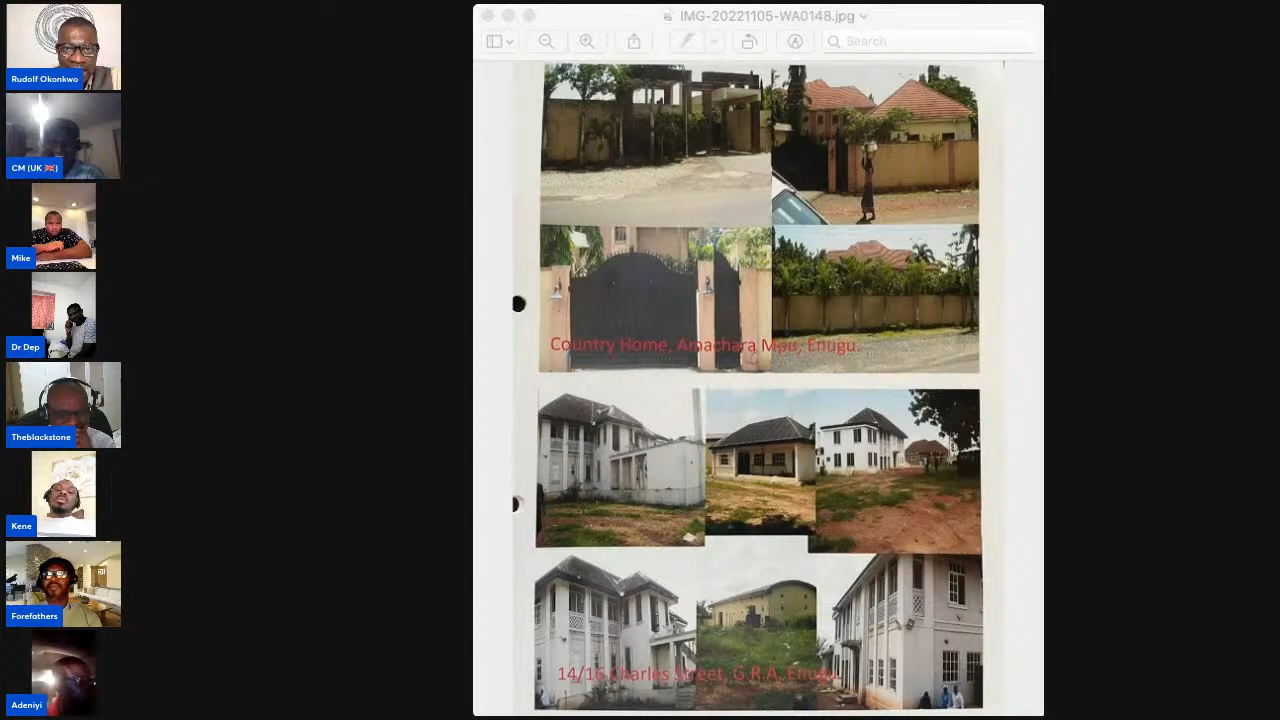 Rudolf Okonkwo
CM (UK 🇬🇧)
Mike
Dr Dep
Theblackstone
Kene
Forefathers
Adeniyi
IMG-20221105-WA0148.jpg
Search
Country Home, Amachara Mpu, Enugu.
14/16 Charles Street, G.R.A, Enugu.